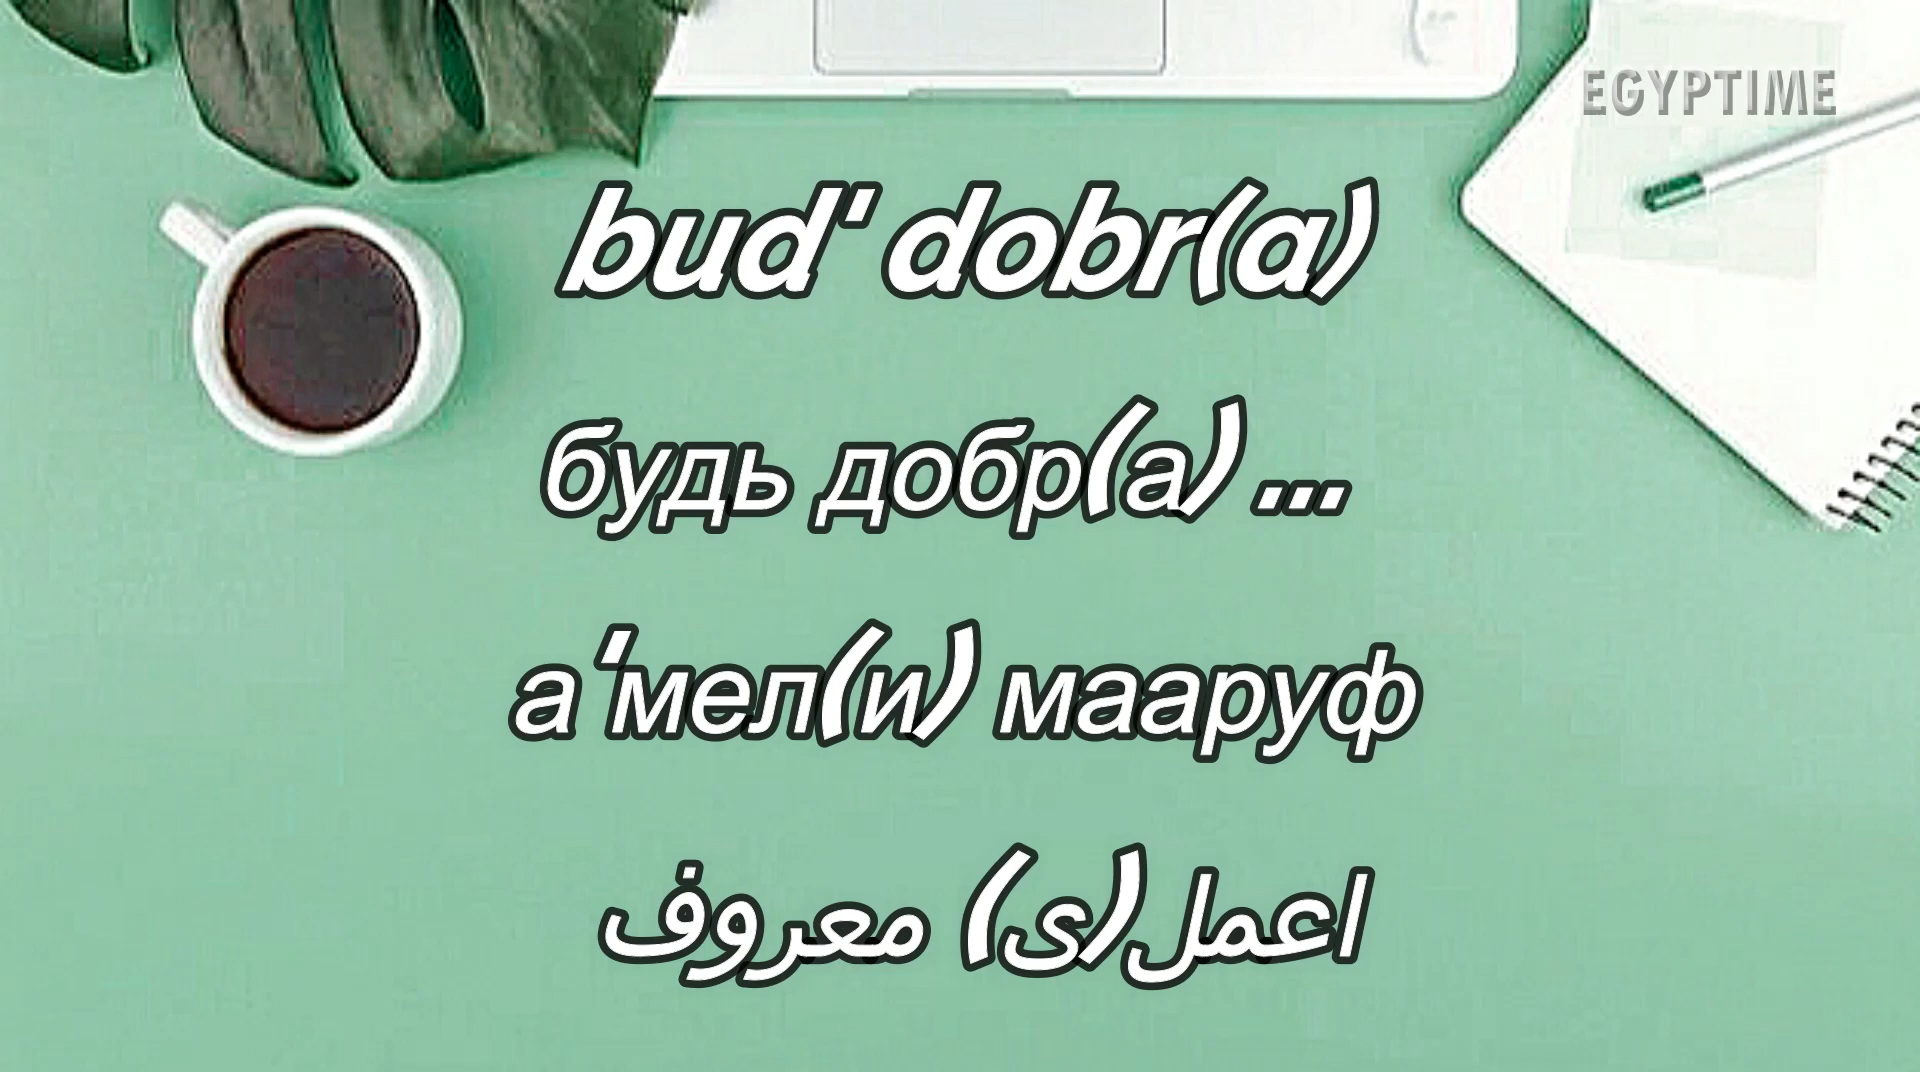 EGYPTIME
bud' dobr(a)
будь добр(а) ...
а'мел(и) мааруф
اعمل(ى) معروف